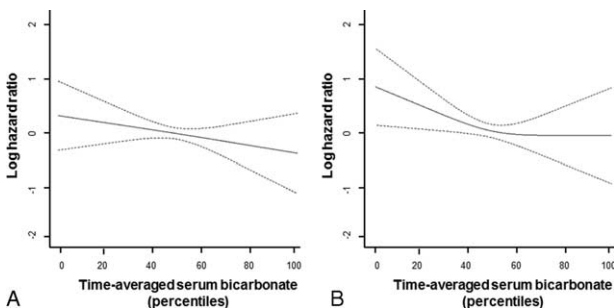 2
1
0
-1
-2
Log hazard ratio
0 20 40 60 80 100
Time-averaged serum bicarbonate
(percentiles)
A
2
1
0
-1
-2
Log hazard ratio
0 20 40 60 80 100
Time-averaged serum bicarbonate
(percentiles)
B